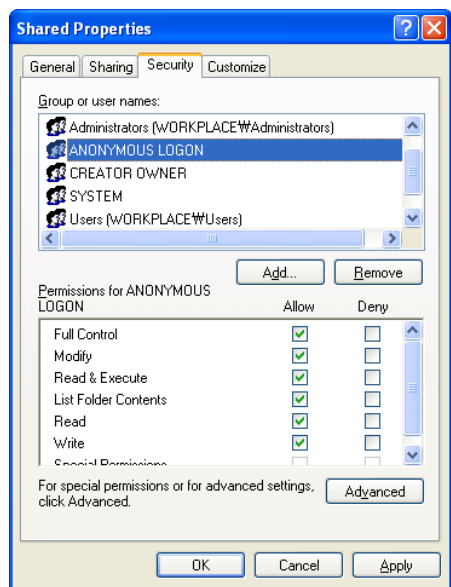 Shared Properties
General Sharing Security Customize
Group or user names:
Administrators (WORKPLACE₩Administrators)
ANONYMOUS LOGON
CREATOR OWNER
SYSTEM
Users (WORKPLACE₩Users)
Add... Remove
Permissions for ANONYMOUS
LOGON Allow Deny
Full Control
Modify
Read & Execute
List Folder Contents
Read
Write
Special Permissions
For special permissions or for advanced settings,
click Advanced.
Advanced
OK Cancel Apply